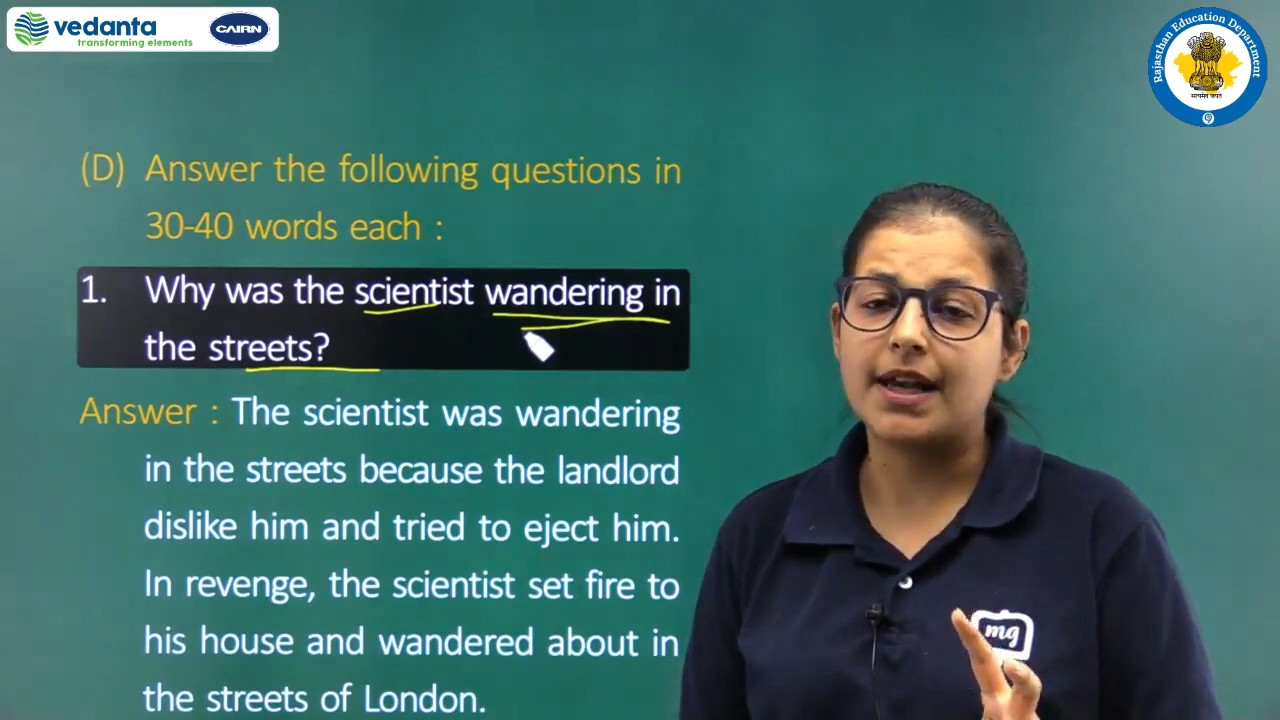 vedanta
transforming elements
CAIRN
Rajasthan Education Department
सत्यमेव जयते
(D) Answer the following questions in
30-40 words each :
1. Why was the scientist wandering in
the streets?
Answer : The scientist was wandering
in the streets because the landlord
dislike him and tried to eject him.
In revenge, the scientist set fire to
his house and wandered about in
the streets of London.
mg